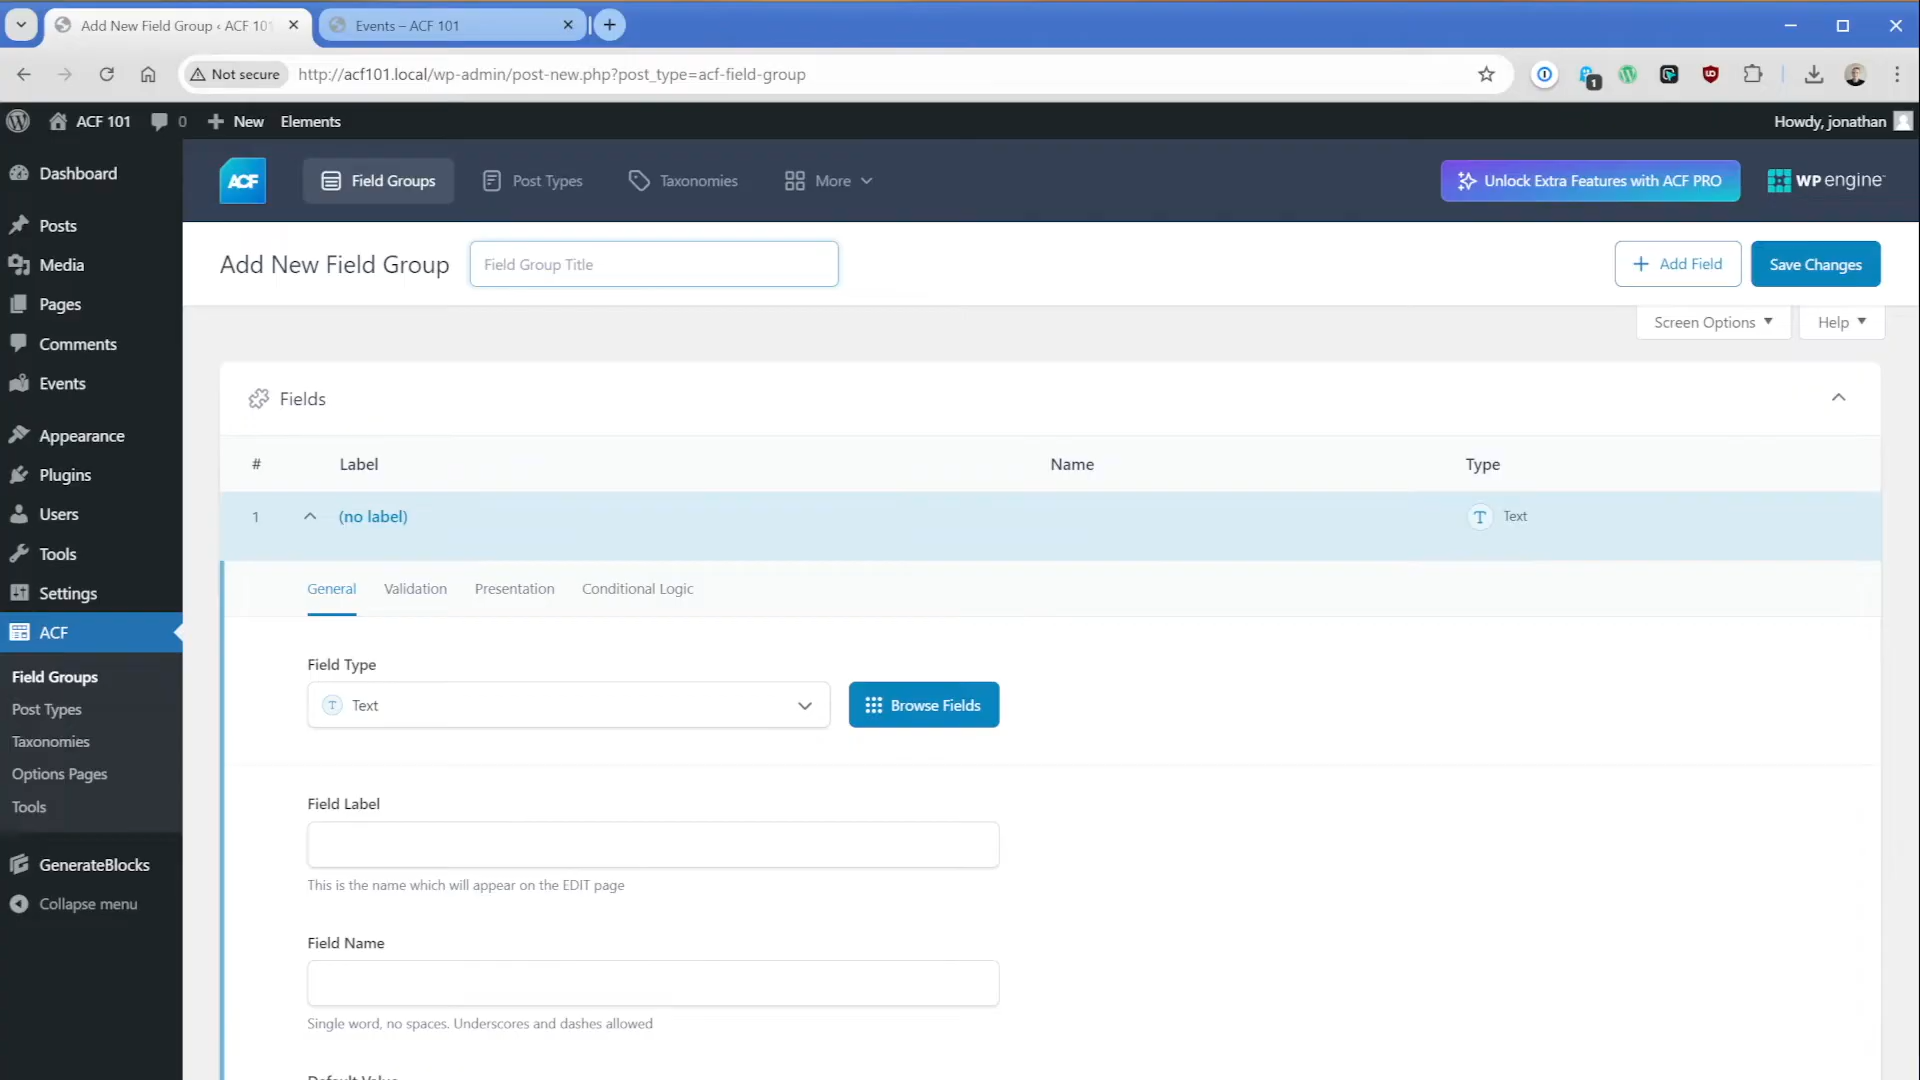 Add New Field Group ‹ ACF 101
Events – ACF 101
Not secure
http://acf101.local/wp-admin/post-new.php?post_type=acf-field-group
1
ACF 101
0
New
Elements
Howdy, jonathan
Dashboard
Posts
Media
Pages
Comments
Events
Appearance
Plugins
Users
Tools
Settings
ACF
Field Groups
Post Types
Taxonomies
Options Pages
Tools
GenerateBlocks
Collapse menu
ACF
Field Groups
Post Types
Taxonomies
More
Unlock Extra Features with ACF PRO
WP engine
Add New Field Group
Field Group Title
Add Field
Save Changes
Screen Options
Help
Fields
# Label Name Type
1 (no label) T Text
General Validation Presentation Conditional Logic
Field Type
T Text
Browse Fields
Field Label
This is the name which will appear on the EDIT page
Field Name
Single word, no spaces. Underscores and dashes allowed
Default Value